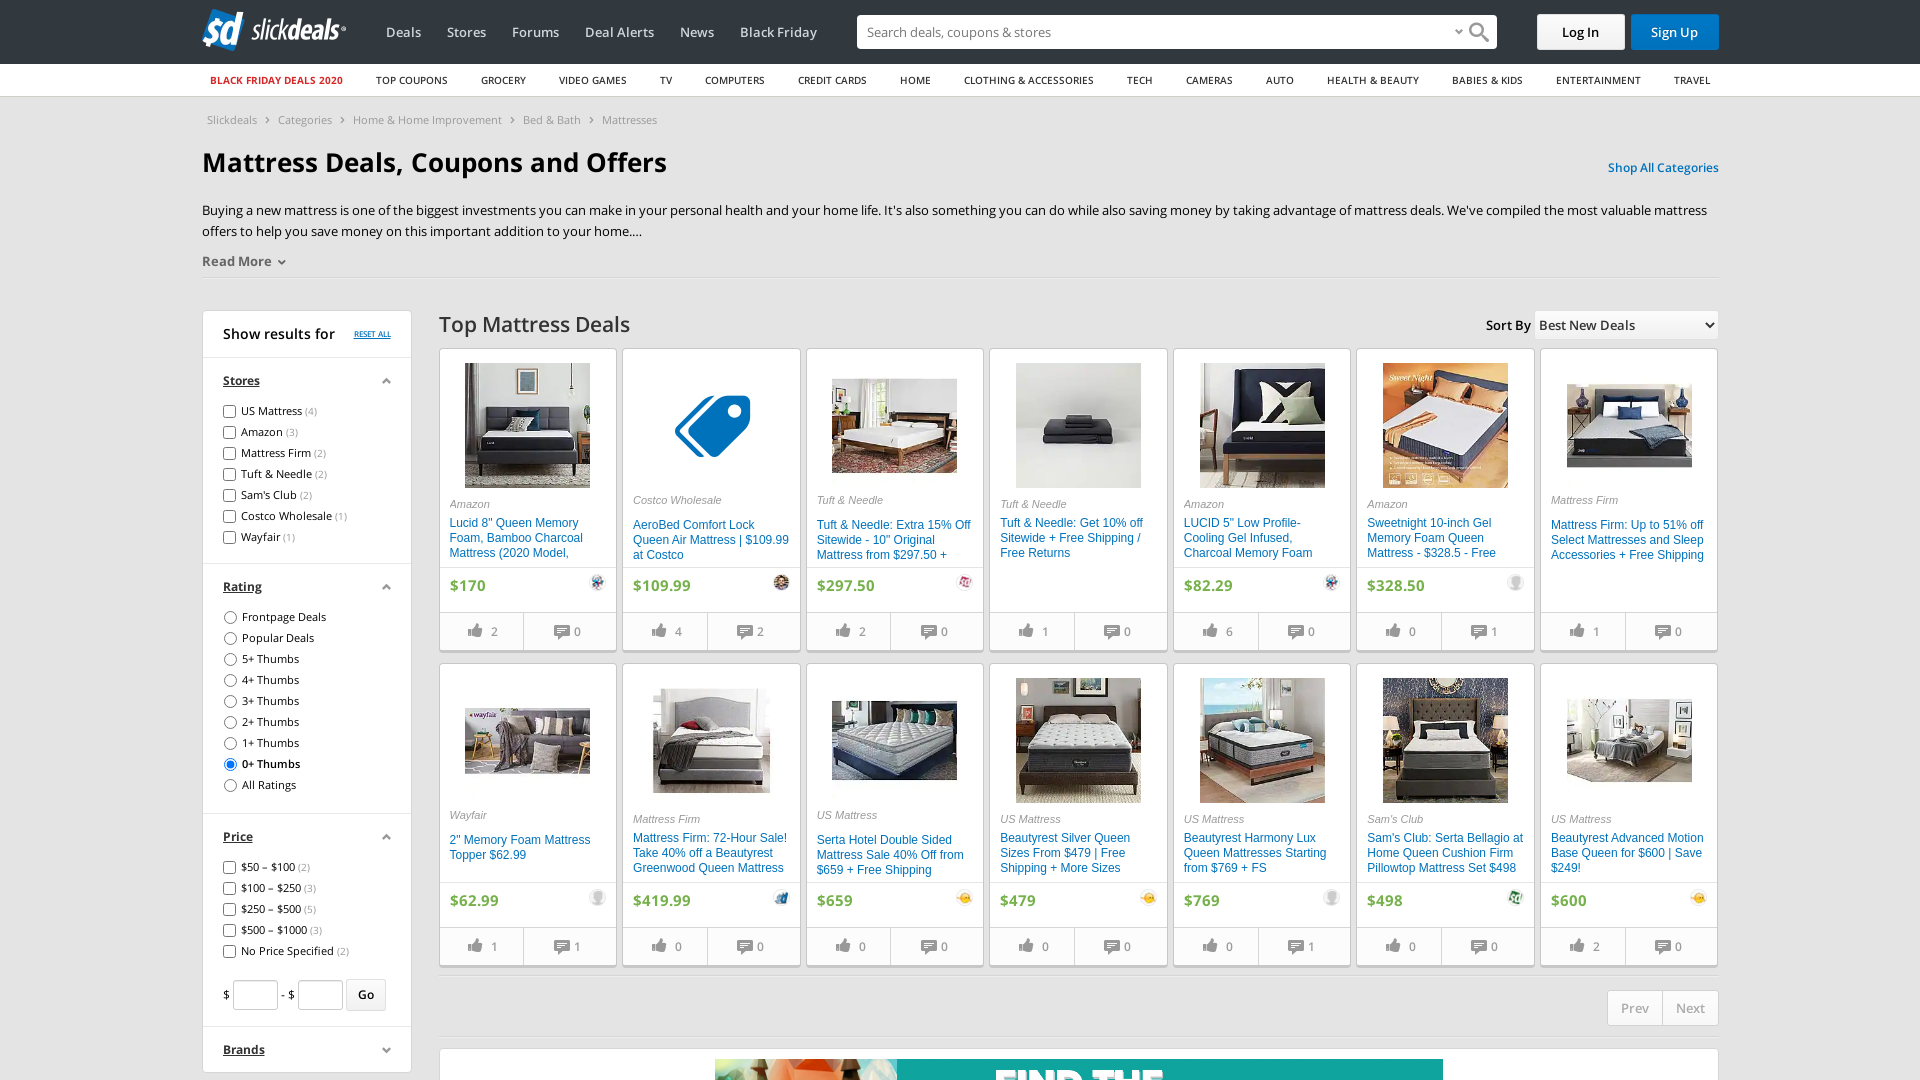 slickdeals
Deals
Stores
Forums
Deal Alerts
News
Black Friday
Search deals, coupons & stores
Log In
Sign Up
BLACK FRIDAY DEALS 2020
TOP COUPONS
GROCERY
VIDEO GAMES
TV
COMPUTERS
CREDIT CARDS
HOME
CLOTHING & ACCESSORIES
TECH
CAMERAS
AUTO
HEALTH & BEAUTY
BABIES & KIDS
ENTERTAINMENT
TRAVEL
Slickdeals > Categories > Home & Home Improvement > Bed & Bath > Mattresses
Mattress Deals, Coupons and Offers
Shop All Categories
Buying a new mattress is one of the biggest investments you can make in your personal health and your home life. It's also something you can do while also saving money by taking advantage of mattress deals. We've compiled the most valuable mattress
offers to help you save money on this important addition to your home....
Read More
Show results for
RESET ALL
Stores
US Mattress (4)
Amazon (3)
Mattress Firm (2)
Tuft & Needle (2)
Sam's Club (2)
Costco Wholesale (1)
Wayfair (1)
Rating
Frontpage Deals
Popular Deals
5+ Thumbs
4+ Thumbs
3+ Thumbs
2+ Thumbs
1+ Thumbs
0+ Thumbs
All Ratings
Price
$50 – $100 (2)
$100 – $250 (3)
$250 – $500 (5)
$500 – $1000 (3)
No Price Specified (2)
$ - $ Go
Brands
Top Mattress Deals
Sort By Best New Deals
Amazon
Lucid 8" Queen Memory
Foam, Bamboo Charcoal
Mattress (2020 Model,
$170
2
0
Costco Wholesale
AeroBed Comfort Lock
Queen Air Mattress | $109.99
at Costco
$109.99
4
2
Tuft & Needle
Tuft & Needle: Extra 15% Off
Sitewide - 10" Original
Mattress from $297.50 +
$297.50
2
0
Tuft & Needle
Tuft & Needle: Get 10% off
Sitewide + Free Shipping /
Free Returns
1
0
Amazon
LUCID 5" Low Profile-
Cooling Gel Infused,
Charcoal Memory Foam
$82.29
6
0
Sweet Night
Amazon
Sweetnight 10-inch Gel
Memory Foam Queen
Mattress - $328.5 - Free
$328.50
0
1
Mattress Firm
Mattress Firm: Up to 51% off
Select Mattresses and Sleep
Accessories + Free Shipping
1
0
wayfair
Wayfair
2" Memory Foam Mattress
Topper $62.99
$62.99
1
1
Mattress Firm
Mattress Firm: 72-Hour Sale!
Take 40% off a Beautyrest
Greenwood Queen Mattress
$419.99
0
0
US Mattress
Serta Hotel Double Sided
Mattress Sale 40% Off from
$659 + Free Shipping
$659
0
0
US Mattress
Beautyrest Silver Queen
Sizes From $479 | Free
Shipping + More Sizes
$479
0
0
US Mattress
Beautyrest Harmony Lux
Queen Mattresses Starting
from $769 + FS
$769
0
1
Sam's Club
Sam's Club: Serta Bellagio at
Home Queen Cushion Firm
Pillowtop Mattress Set $498
$498
0
0
US Mattress
Beautyrest Advanced Motion
Base Queen for $600 | Save
$249!
$600
2
0
Prev
Next
FIND THE